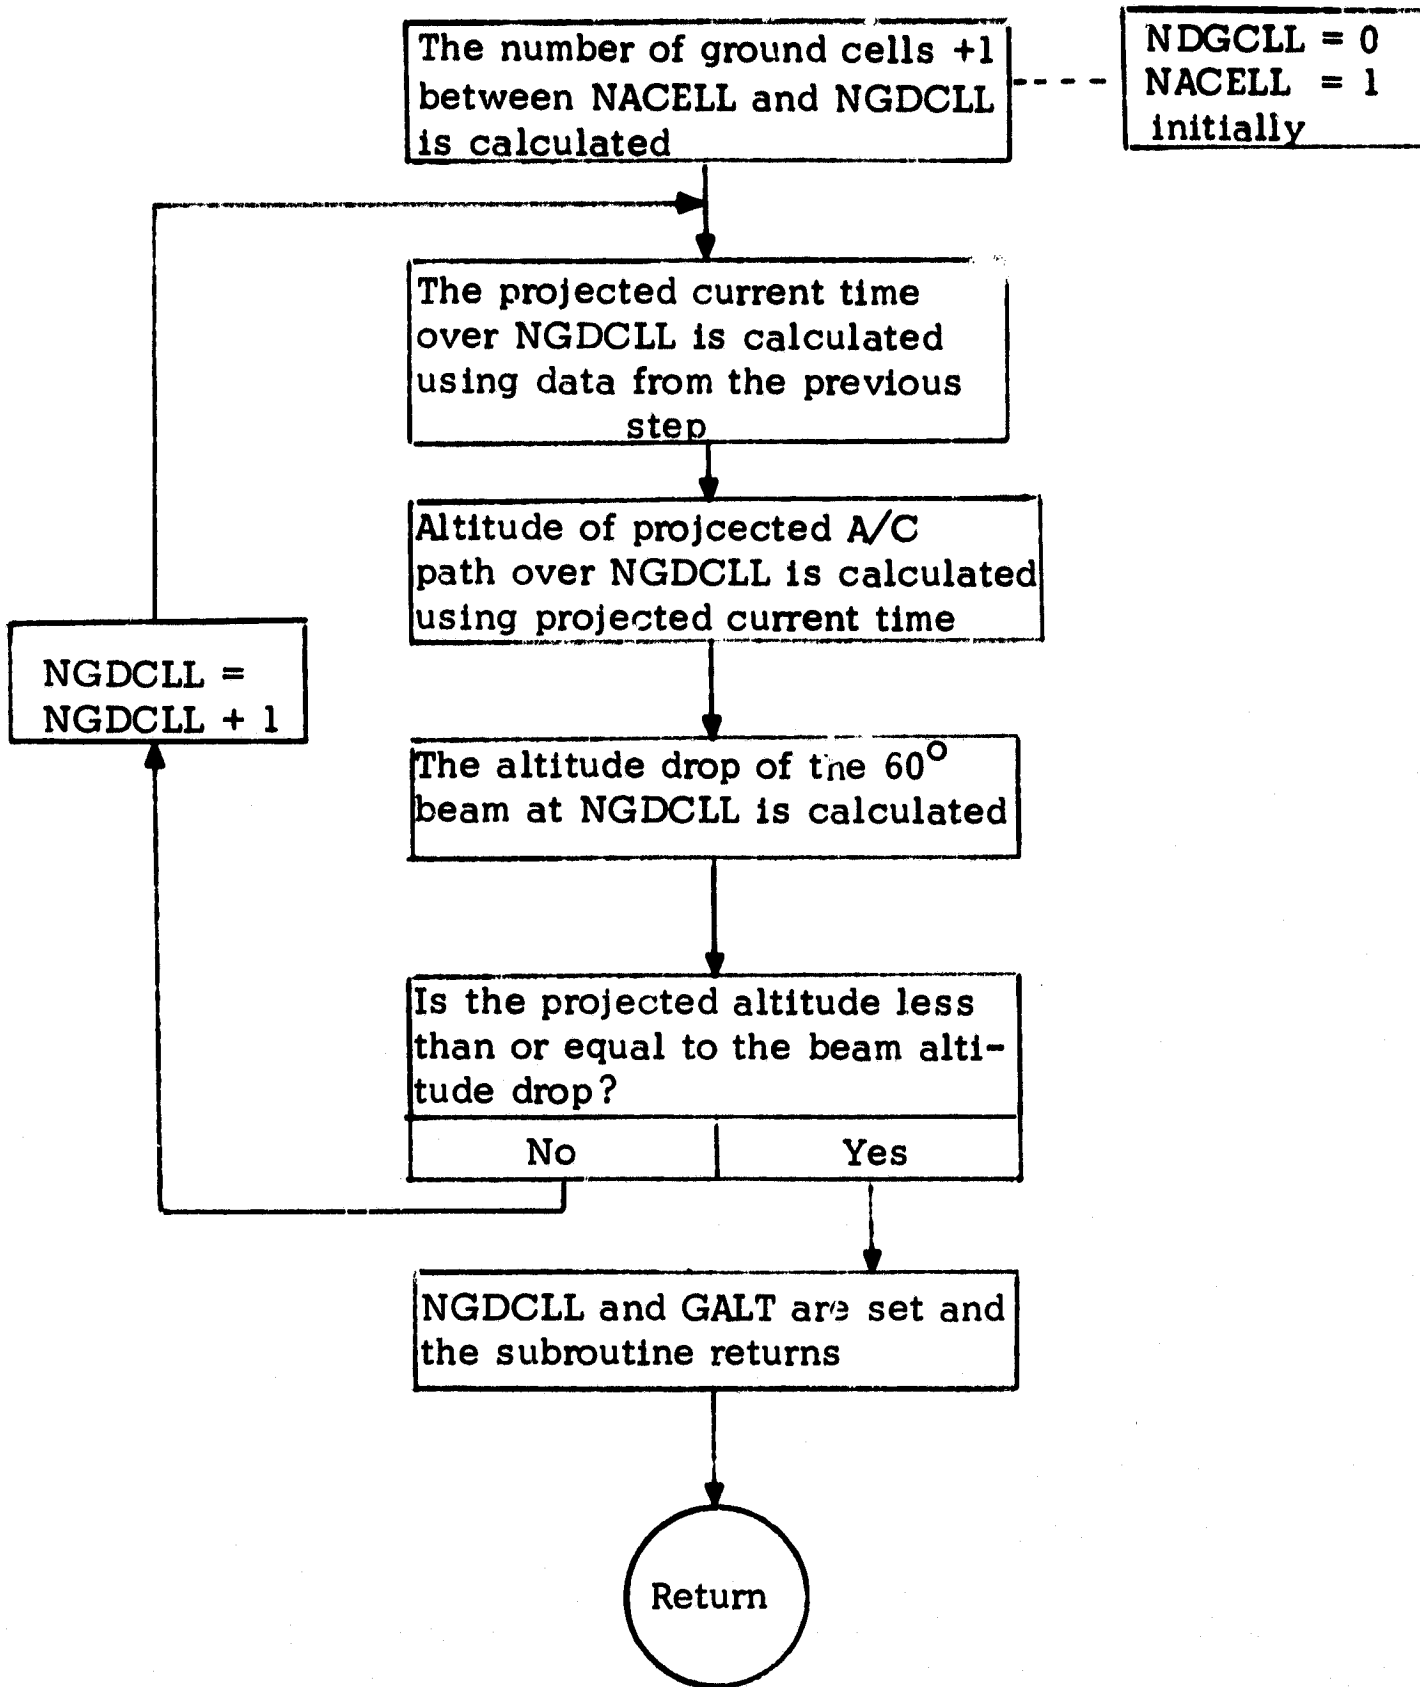 The number of ground cells +1
between NACELL and NGDCLL
is calculated
NDGCLL = 0
NACELL = 1
initially
The projected current time
over NGDCLL is calculated
using data from the previous
step
Altitude of projcected A/C
path over NGDCLL is calculated
using projected current time
NGDCLL =
NGDCLL + 1
The altitude drop of the 60°
beam at NGDCLL is calculated
Is the projected altitude less
than or equal to the beam alti-
tude drop?
No
Yes
NGDCLL and GALT are set and
the subroutine returns
Return